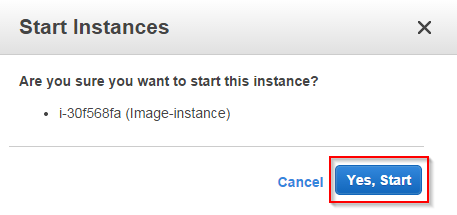 Start Instances
Are you sure you want to start this instance?
i-30f568fa (Image-instance)
Cancel
Yes, Start